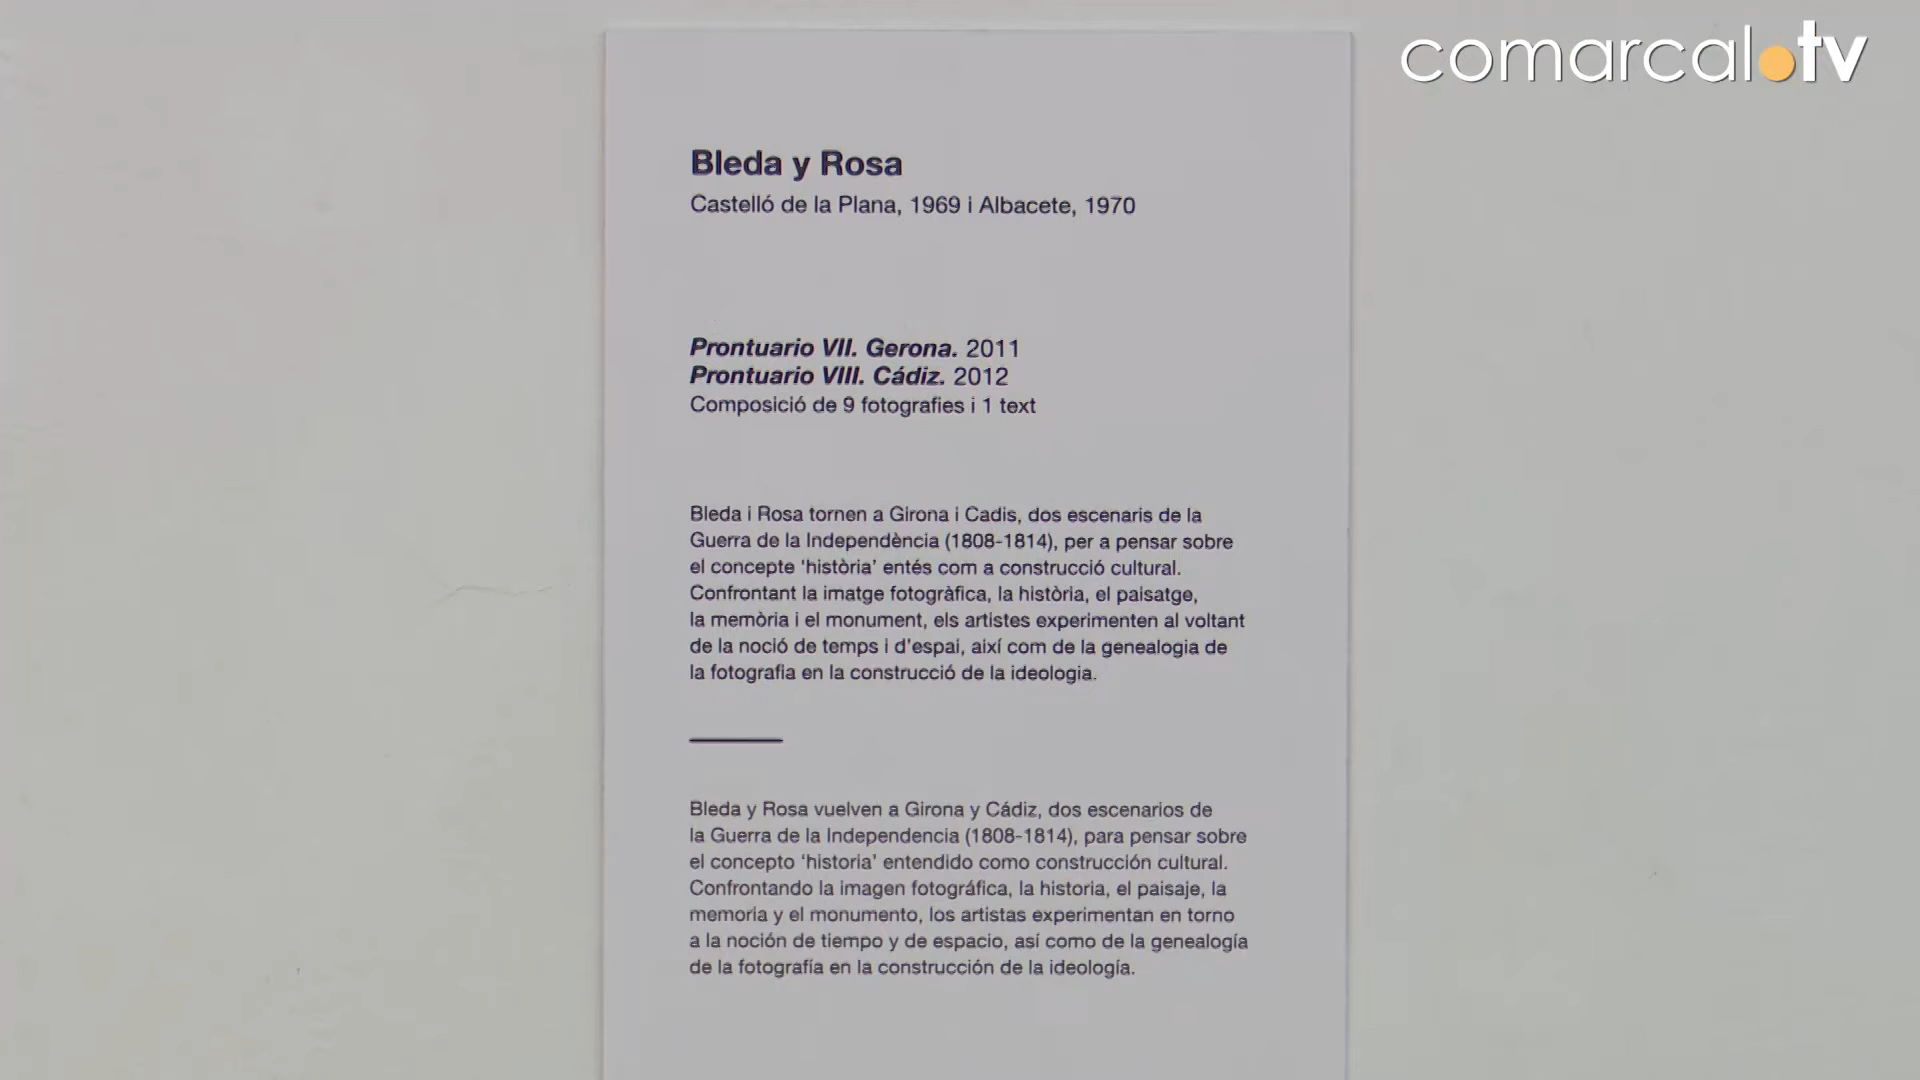 comarcal.tv
Bleda y Rosa
Castelló de la Plana, 1969 i Albacete, 1970
Prontuario VII. Gerona. 2011
Prontuario VIII. Cádiz. 2012
Composició de 9 fotografies i 1 text
Bleda i Rosa tornen a Girona i Cadis, dos escenaris de la
Guerra de la Independència (1808-1814), per a pensar sobre
el concepte ‘història’ entés com a construcció cultural.
Confrontant la imatge fotogràfica, la història, el paisatge,
la memòria i el monument, els artistes experimenten al voltant
de la noció de temps i d'espai, així com de la genealogia de
la fotografia en la construcció de la ideologia.
Bleda y Rosa vuelven a Girona y Cádiz, dos escenarios de
la Guerra de la Independencia (1808-1814), para pensar sobre
el concepto ‘historia’ entendido como construcción cultural.
Confrontando la imagen fotográfica, la historia, el paisaje, la
memoria y el monumento, los artistas experimentan en torno
a la noción de tiempo y de espacio, así como de la genealogía
de la fotografía en la construcción de la ideología.